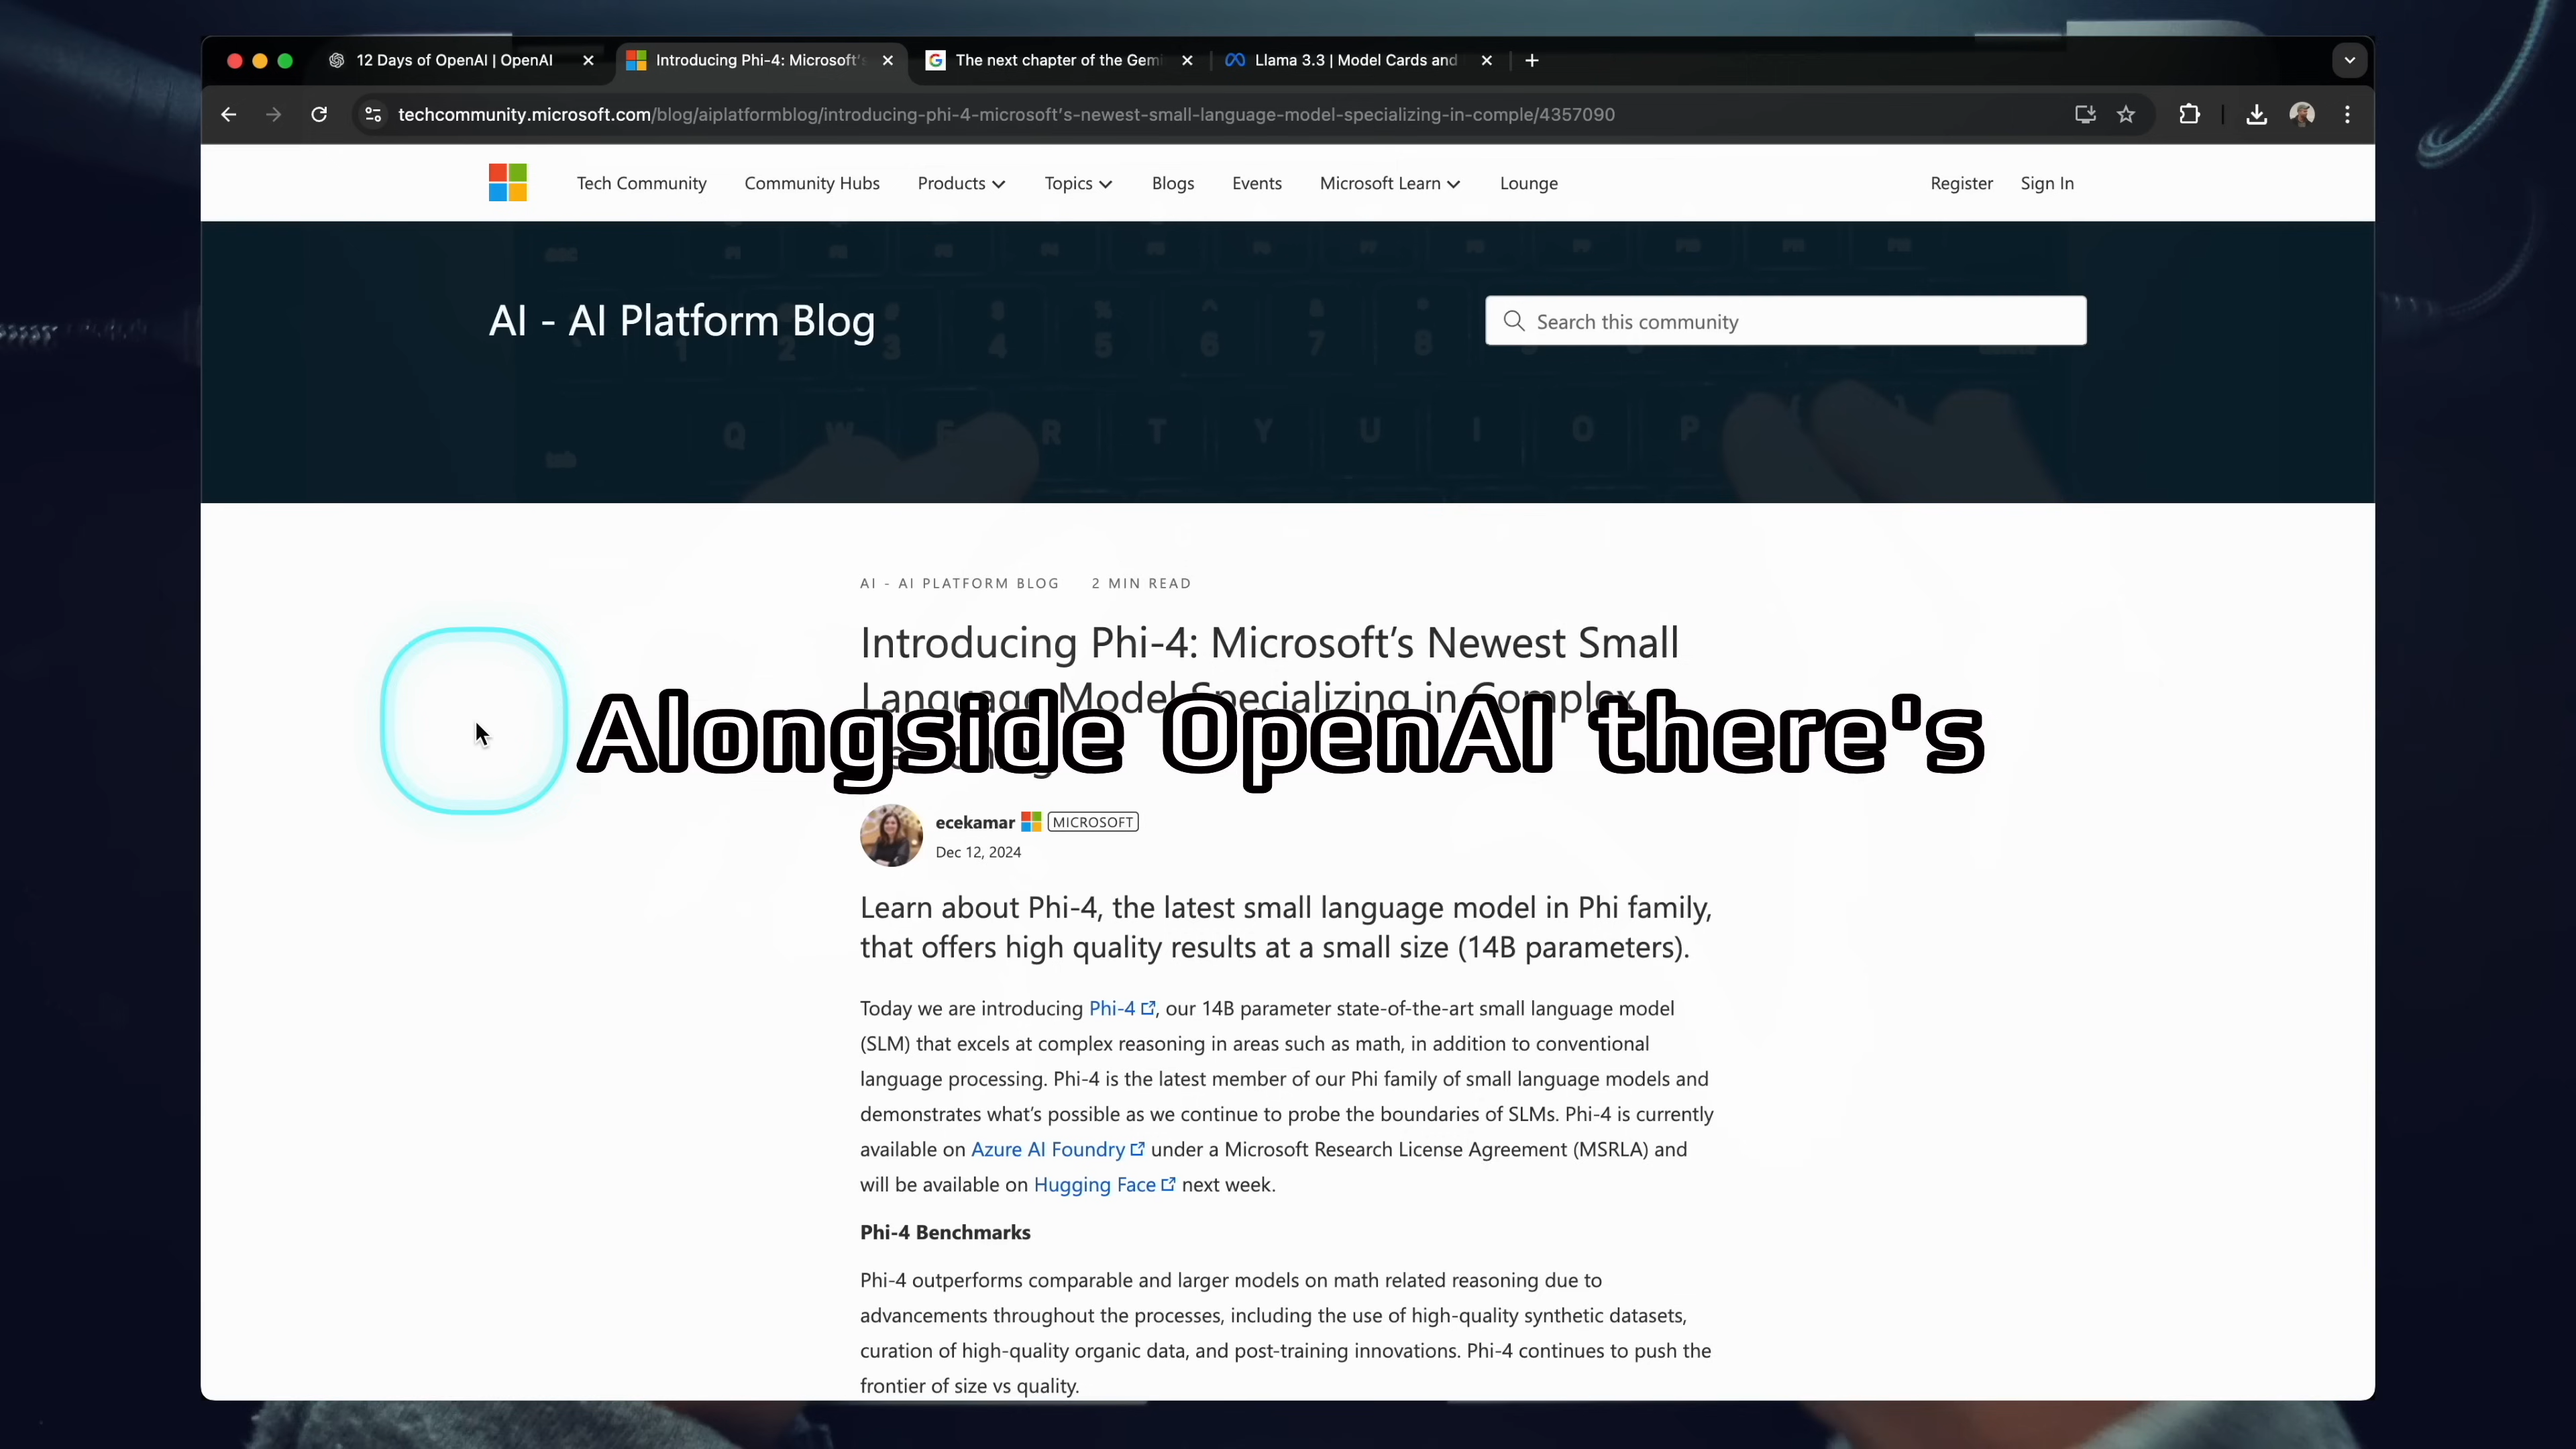 12 Days of OpenAI | OpenAI
Introducing Phi-4: Microsoft's
The next chapter of the Gemi
Llama 3.3 | Model Cards and
techcommunity.microsoft.com/blog/aiplatformblog/introducing-phi-4-microsoft's-newest-small-language-model-specializing-in-comple/4357090
Tech Community Community Hubs Products Topics Blogs Events Microsoft Learn Lounge Register Sign In
AI - AI Platform Blog
Search this community
Q W E R T Y U I O P
AI - AI PLATFORM BLOG 2 MIN READ
Introducing Phi-4: Microsoft’s Newest Small
Language Model Specializing in Complex
Alongside OpenAI there's
ecekamar MICROSOFT
Dec 12, 2024
Learn about Phi-4, the latest small language model in Phi family,
that offers high quality results at a small size (14B parameters).
Today we are introducing Phi-4, our 14B parameter state-of-the-art small language model
(SLM) that excels at complex reasoning in areas such as math, in addition to conventional
language processing. Phi-4 is the latest member of our Phi family of small language models and
demonstrates what’s possible as we continue to probe the boundaries of SLMs. Phi-4 is currently
available on Azure AI Foundry under a Microsoft Research License Agreement (MSRLA) and
will be available on Hugging Face next week.
Phi-4 Benchmarks
Phi-4 outperforms comparable and larger models on math related reasoning due to
advancements throughout the processes, including the use of high-quality synthetic datasets,
curation of high-quality organic data, and post-training innovations. Phi-4 continues to push the
frontier of size vs quality.